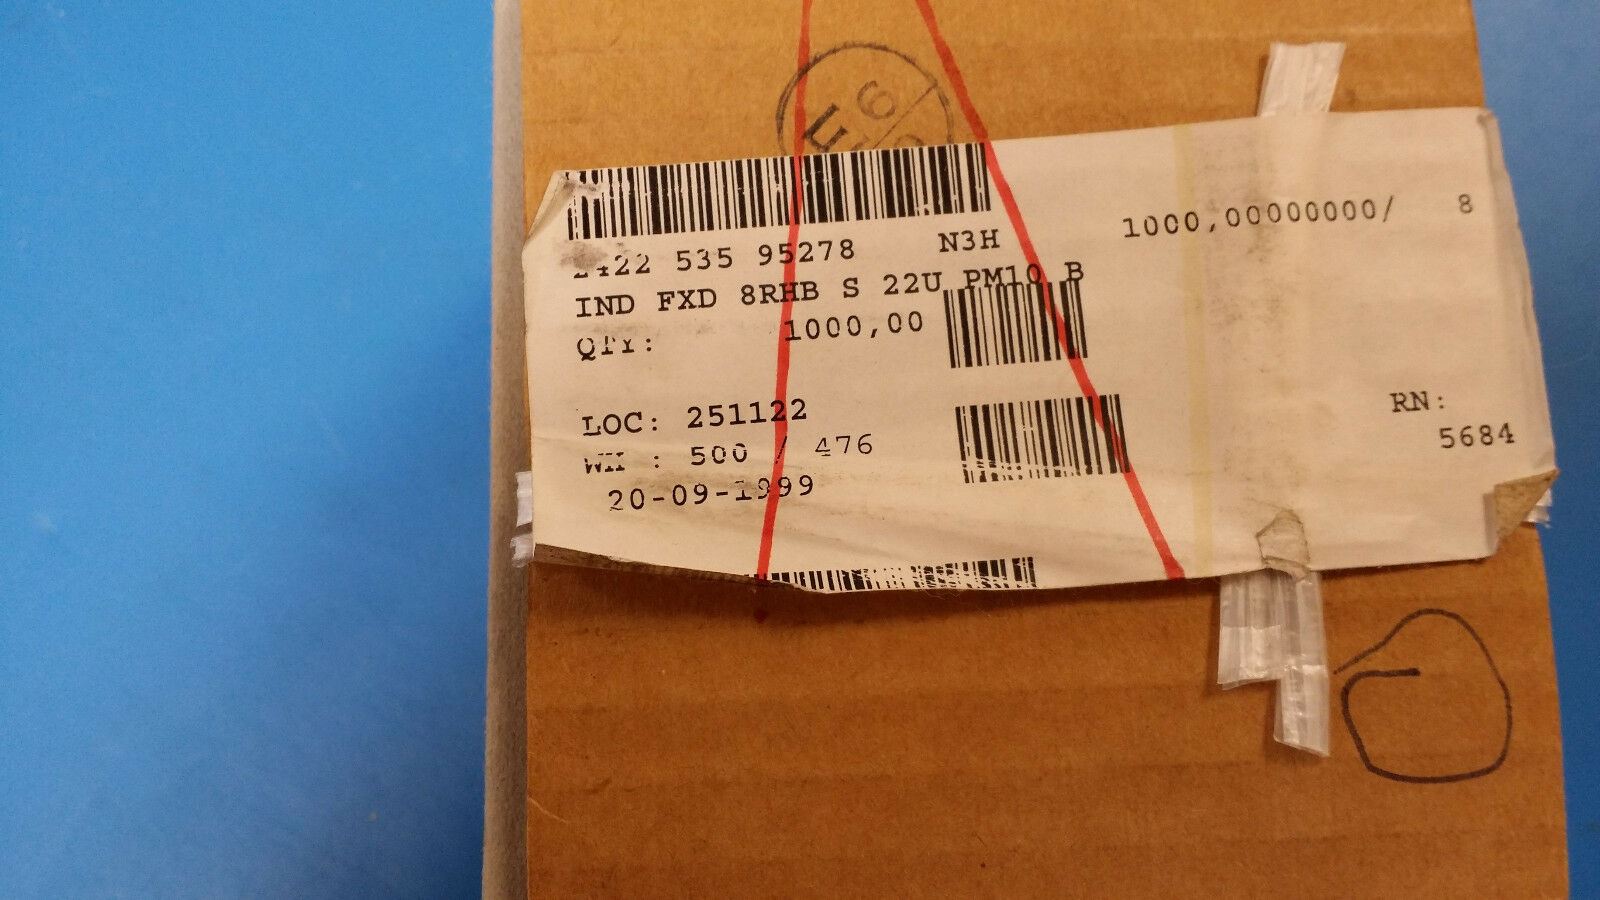 2422 535 95278 N3H 1000,00000000/ 8
IND FXD 8RHB S 22U PM10 B
QTY: 1000,00
LOC: 251122
WH : 500 / 476
20-09-1999
RN:
5684